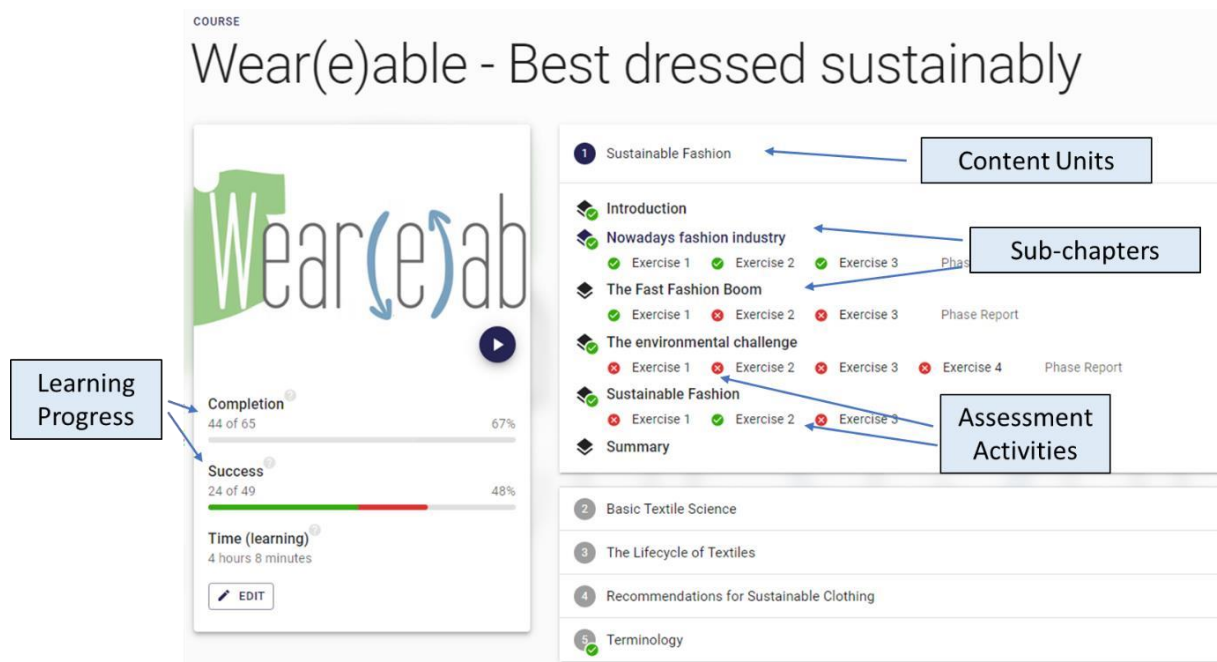 COURSE
Wear(e)able - Best dressed sustainably
Wear(e)ab
Learning
Progress
Completion
44 of 65 67%
Success
24 of 49 48%
Time (learning)
4 hours 8 minutes
EDIT
1 Sustainable Fashion
Content Units
Introduction
Nowadays fashion industry
Sub-chapters
Exercise 1 Exercise 2 Exercise 3 Phas
The Fast Fashion Boom
Exercise 1 Exercise 2 Exercise 3 Phase Report
The environmental challenge
Exercise 1 Exercise 2 Exercise 3 Exercise 4 Phase Report
Sustainable Fashion
Exercise 1 Exercise 2 Exercise 3
Assessment
Activities
Summary
2 Basic Textile Science
3 The Lifecycle of Textiles
4 Recommendations for Sustainable Clothing
5 Terminology